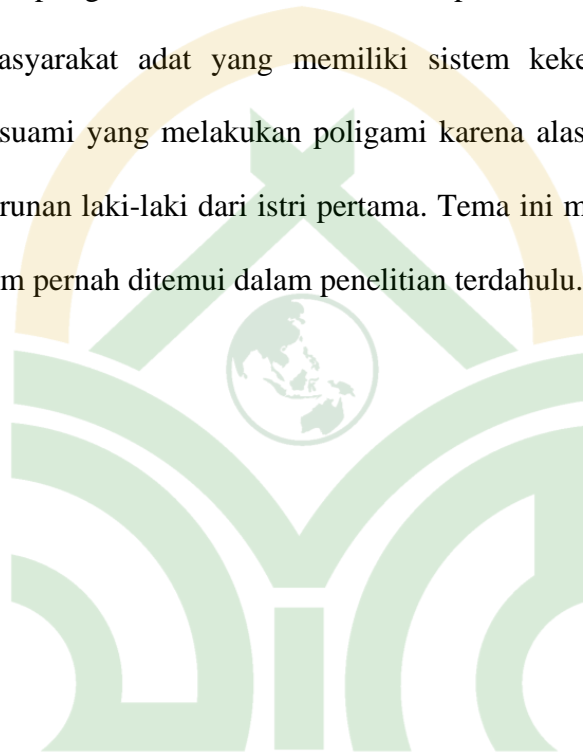 asyarakat adat yang memiliki sistem keke
suami yang melakukan poligami karena alas
runan laki-laki dari istri pertama. Tema ini m
m pernah ditemui dalam penelitian terdahulu.